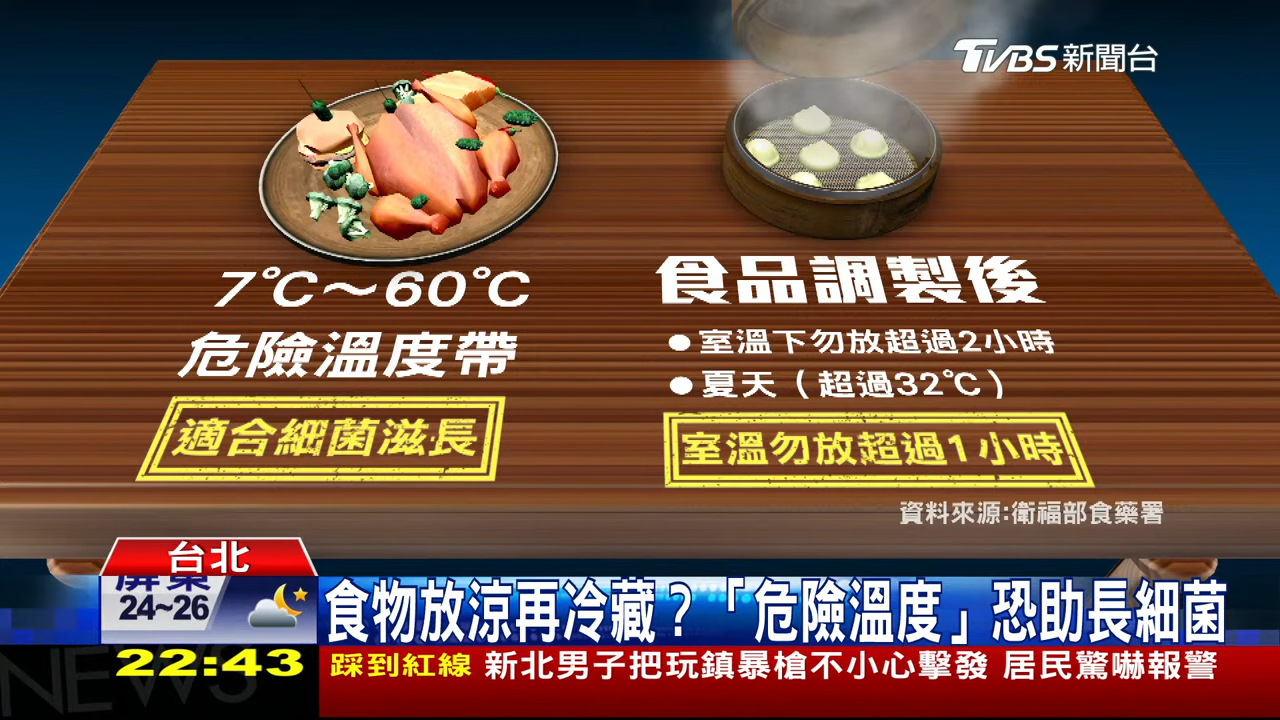 TVBS新聞台
7℃～60℃
危險溫度帶
適合細菌滋長
食品調製後
●室溫下勿放超過2小時
●夏天（超過32℃）
室溫勿放超過1小時
資料來源:衛福部食藥署
台北
屏東
24~26
食物放涼再冷藏？「危險溫度」恐助長細菌
22:43
踩到紅線 新北男子把玩鎮暴槍不小心擊發 居民驚嚇報警
NEWS